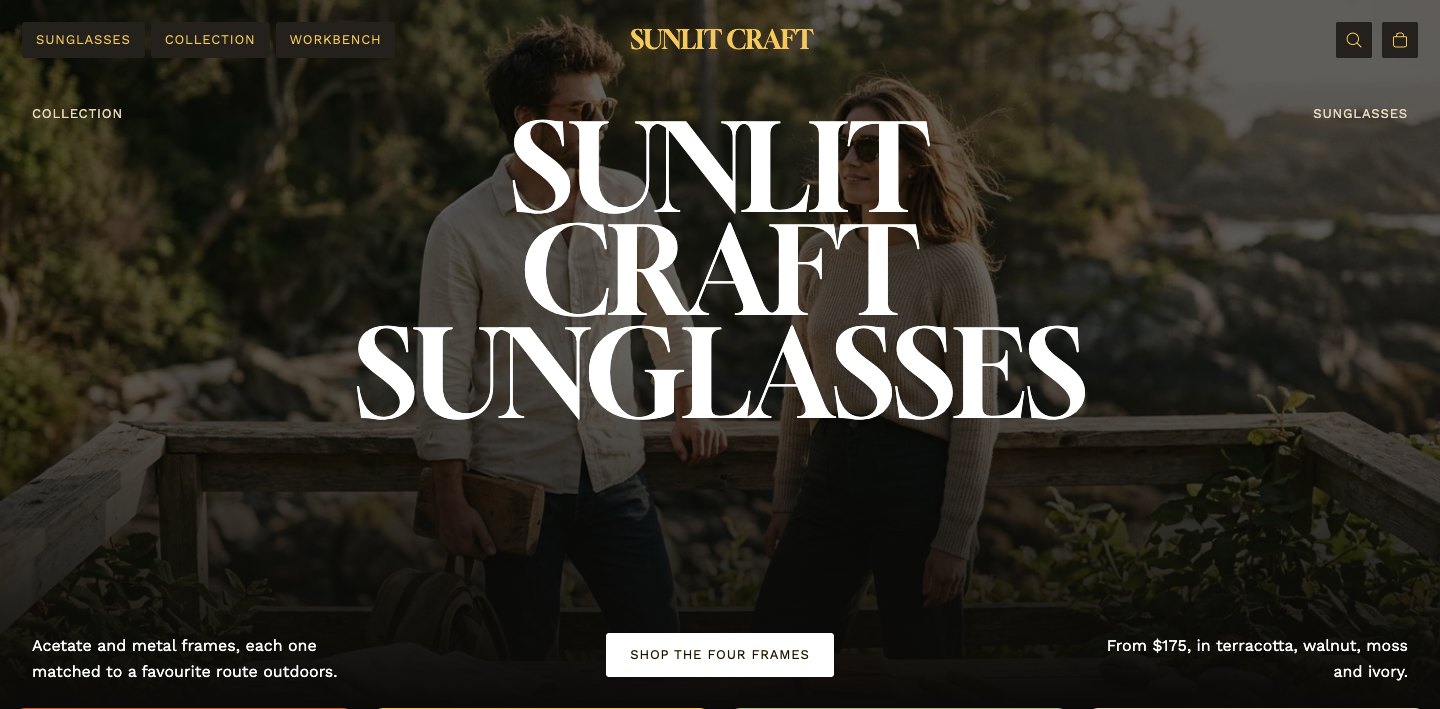 SUNGLASSES COLLECTION WORKBENCH SUNLIT CRAFT
COLLECTION SUNGLASSES
SUNLIT
CRAFT
SUNGLASSES
Acetate and metal frames, each one
matched to a favourite route outdoors.
SHOP THE FOUR FRAMES
From $175, in terracotta, walnut, moss
and ivory.